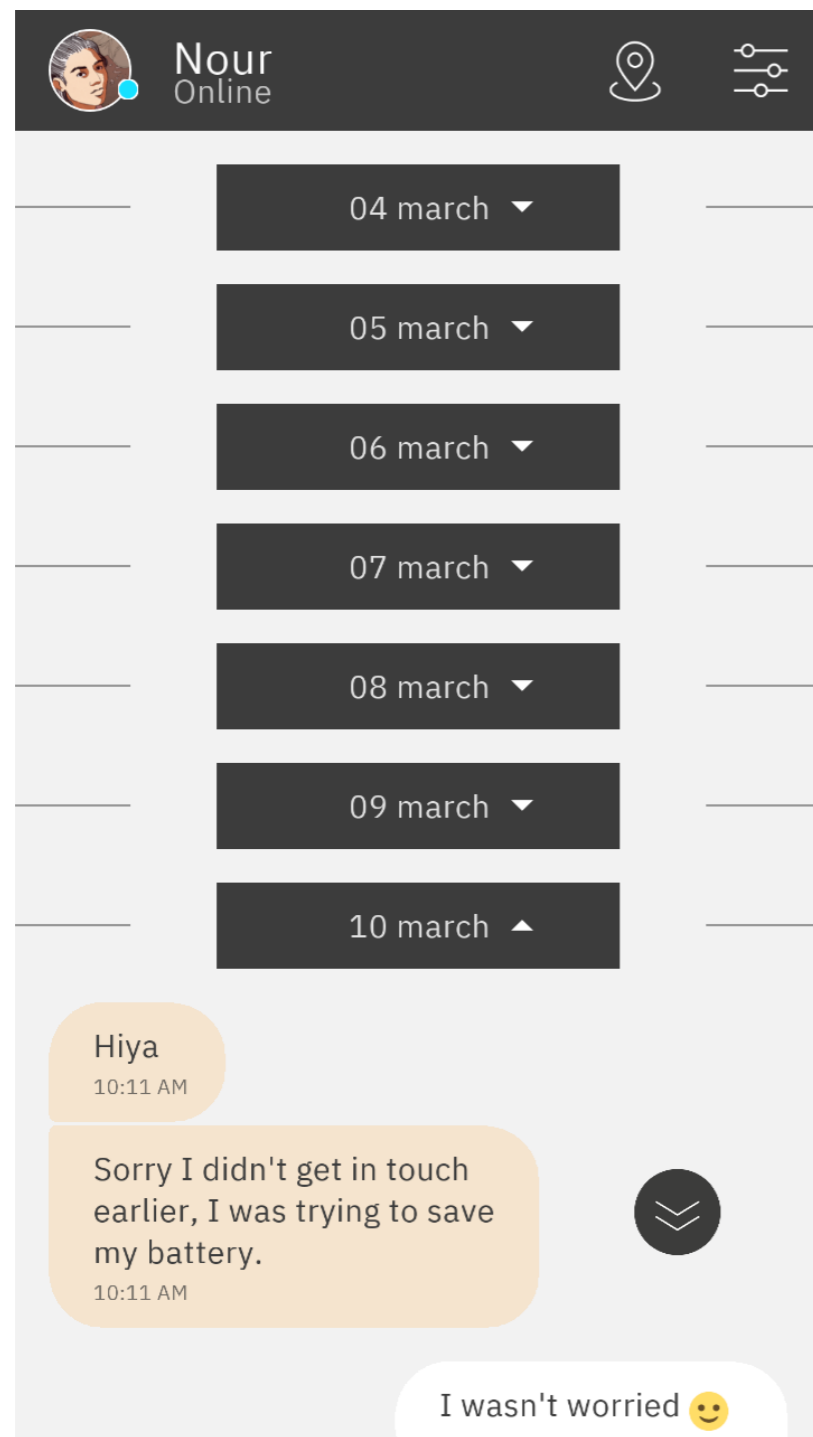 Nour
Online
04 march
05 march
06 march
07 march
08 march
09 march
10 march
Hiya
10:11 AM
Sorry I didn't get in touch
earlier, I was trying to save
my battery.
10:11 AM
I wasn't worried 🙂